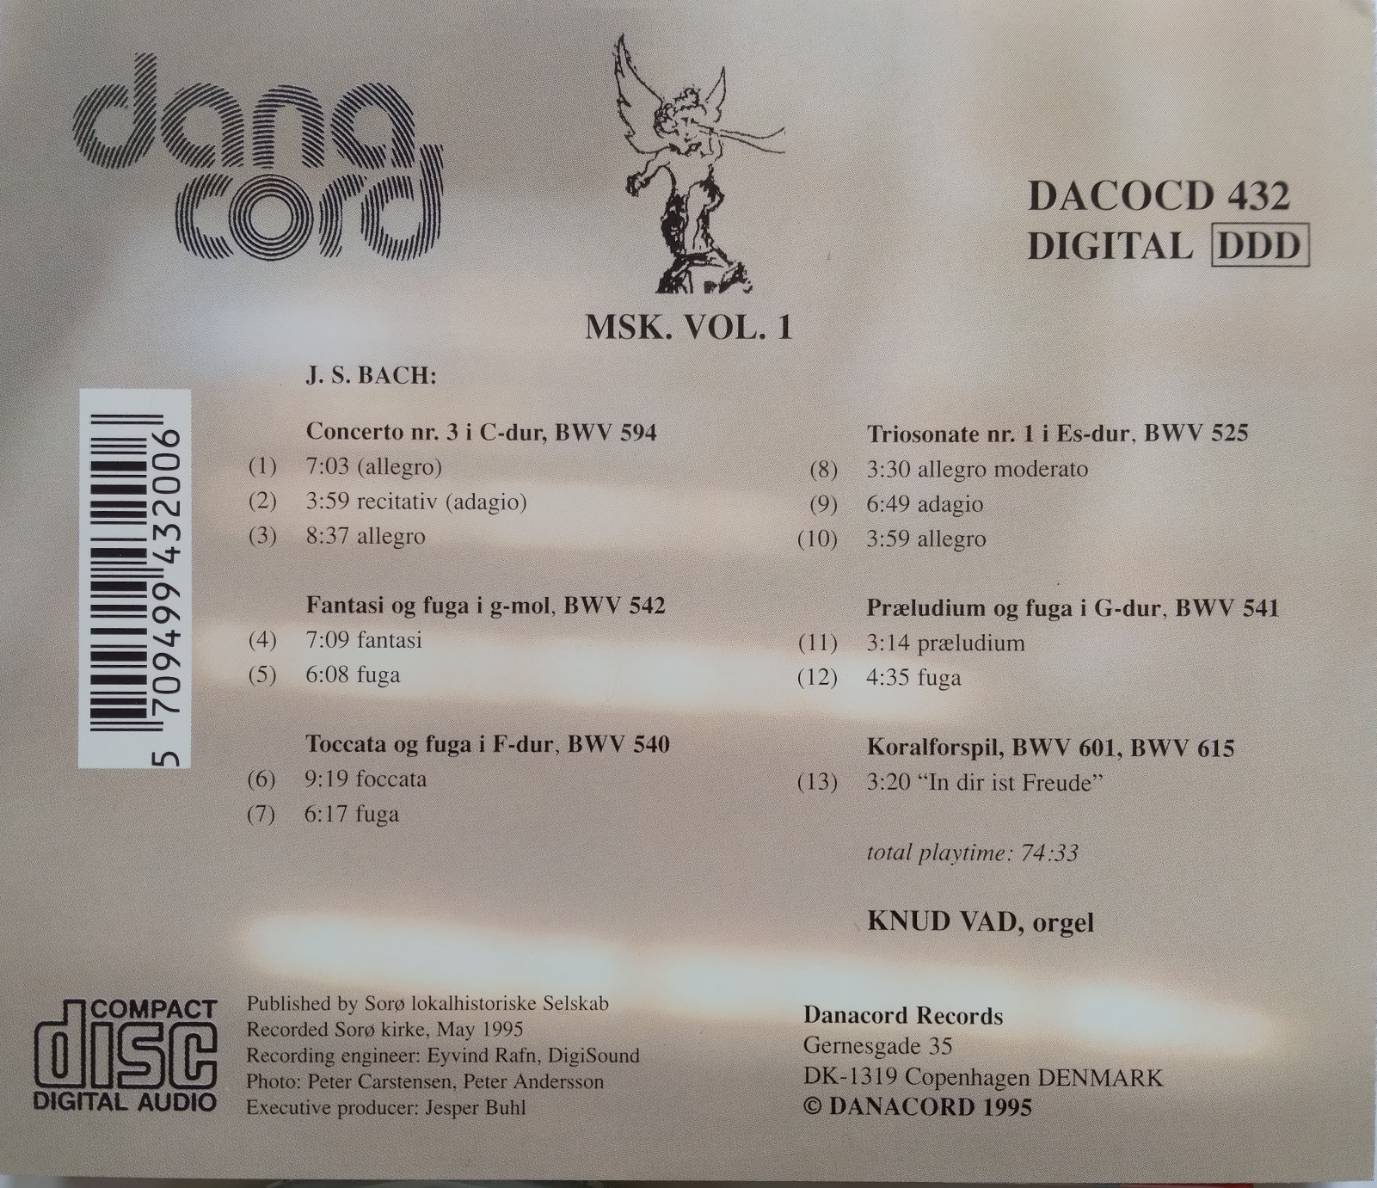 dana
cord
DACOCD 432
DIGITAL DDD
MSK. VOL. 1
J. S. BACH:
Concerto nr. 3 i C-dur, BWV 594
(1) 7:03 (allegro)
(2) 3:59 recitativ (adagio)
(3) 8:37 allegro
Fantasi og fuga i g-mol, BWV 542
(4) 7:09 fantasi
(5) 6:08 fuga
Toccata og fuga i F-dur, BWV 540
(6) 9:19 foccata
(7) 6:17 fuga
Triosonate nr. 1 i Es-dur, BWV 525
(8) 3:30 allegro moderato
(9) 6:49 adagio
(10) 3:59 allegro
Præludium og fuga i G-dur, BWV 541
(11) 3:14 præludium
(12) 4:35 fuga
Koralforspil, BWV 601, BWV 615
(13) 3:20 “In dir ist Freude”
total playtime: 74:33
KNUD VAD, orgel
5 709499 432006
COMPACT
disc
DIGITAL AUDIO
Published by Sorø lokalhistoriske Selskab
Recorded Sorø kirke, May 1995
Recording engineer: Eyvind Rafn, DigiSound
Photo: Peter Carstensen, Peter Andersson
Executive producer: Jesper Buhl
Danacord Records
Gernesgade 35
DK-1319 Copenhagen DENMARK
© DANACORD 1995